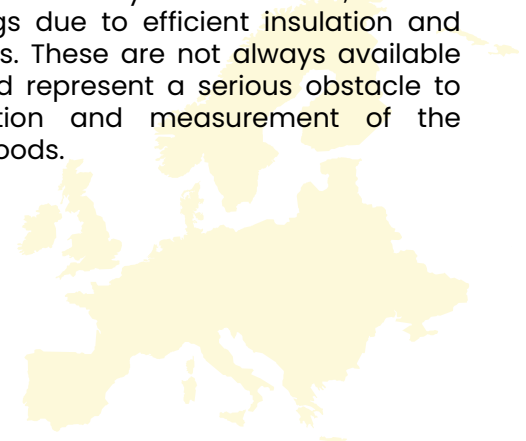 gs due to efficient insulation and
s. These are not always available
d represent a serious obstacle to
tion and measurement of the
oods.